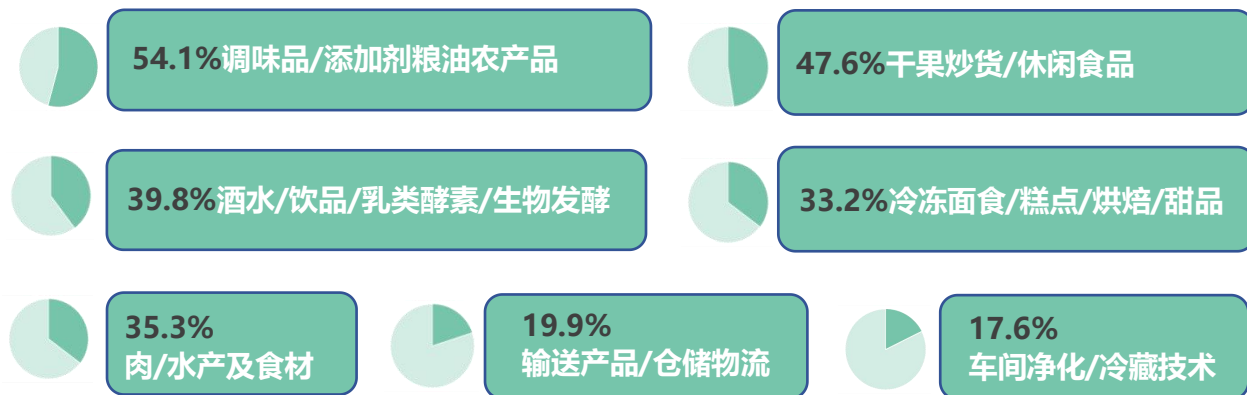 54.1%调味品/添加剂粮油农产品
47.6%干果炒货/休闲食品
39.8%酒水/饮品/乳类酵素/生物发酵
33.2%冷冻面食/糕点/烘焙/甜品
35.3%
肉/水产及食材
19.9%
输送产品/仓储物流
17.6%
车间净化/冷藏技术